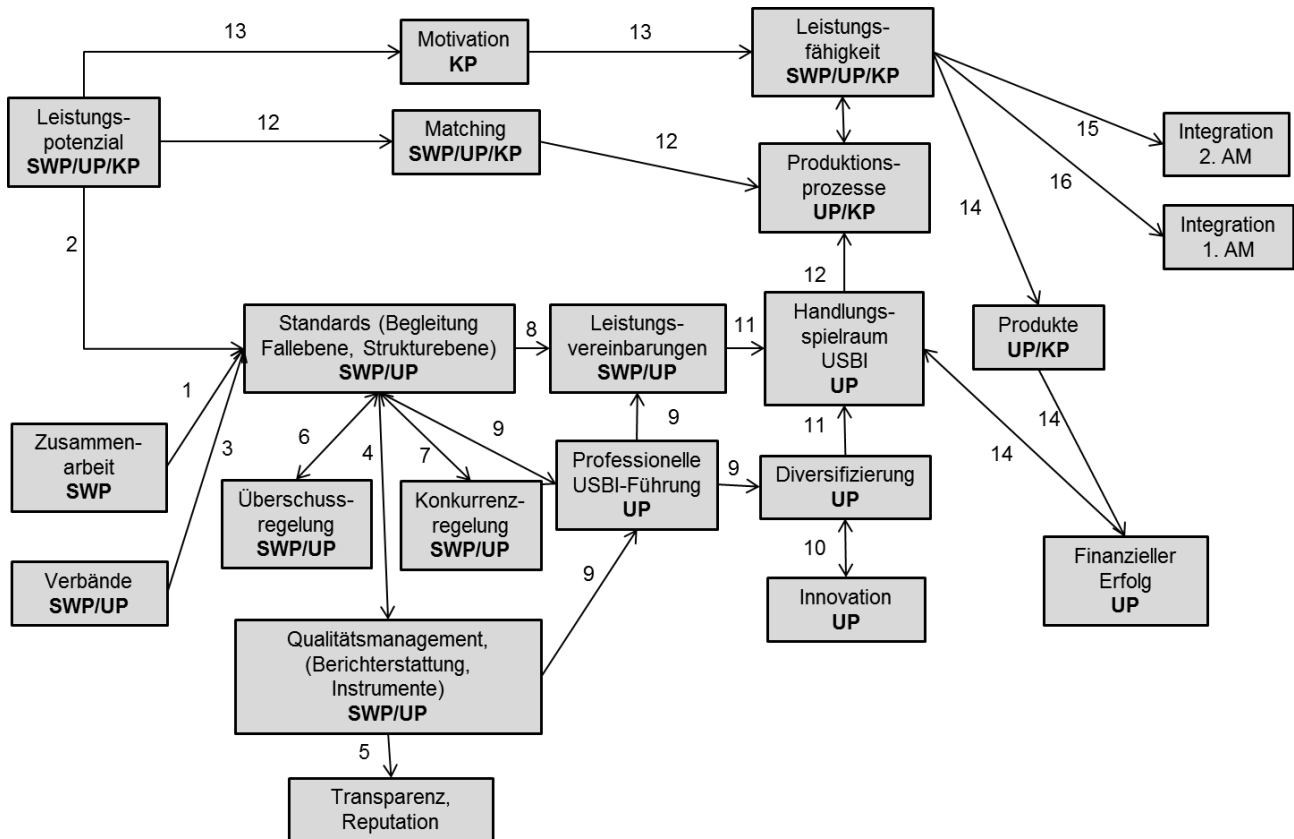 13
Motivation
KP
13
Leistungs-
fähigkeit
SWP/UP/KP
Leistungs-
potenzial
SWP/UP/KP
12
Matching
SWP/UP/KP
12
Produktions-
prozesse
UP/KP
15
Integration
2. AM
16
Integration
1. AM
14
2
12
Standards (Begleitung
Fallebene, Strukturebene)
SWP/UP
8
Leistungs-
vereinbarungen
SWP/UP
11
Handlungs-
spielraum
USBI
UP
Produkte
UP/KP
1
3
Zusammen-
arbeit
SWP
6
4
7
9
9
11
14
14
Überschuss-
regelung
SWP/UP
Konkurrenz-
regelung
SWP/UP
Professionelle
USBI-Führung
UP
9
Diversifizierung
UP
10
Verbände
SWP/UP
9
Innovation
UP
Finanzieller
Erfolg
UP
Qualitätsmanagement,
(Berichterstattung,
Instrumente)
SWP/UP
5
Transparenz,
Reputation